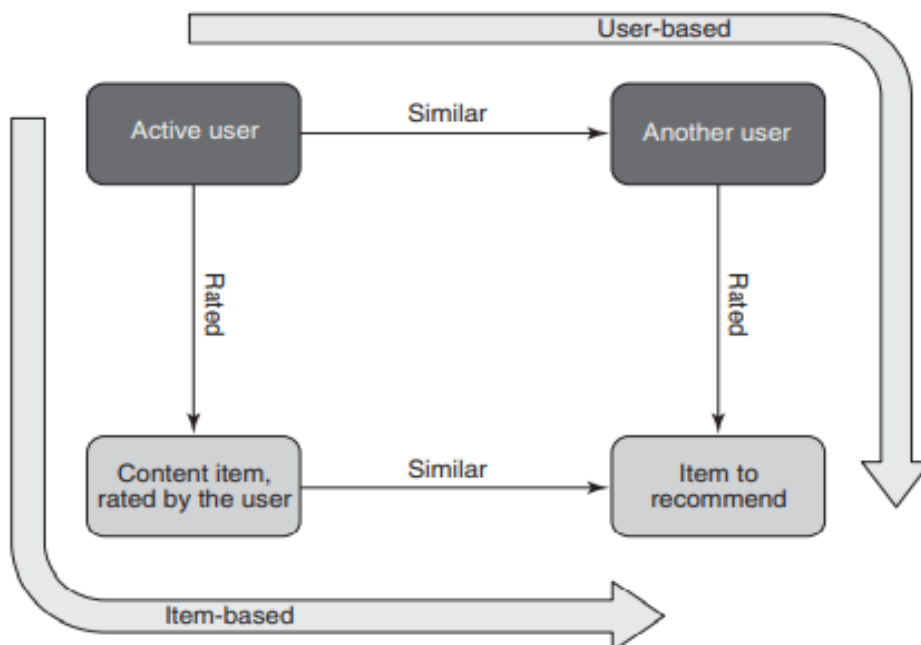 User-based
Active user
Similar
Another user
Rated
Rated
Content item,
rated by the user
Similar
Item to
recommend
Item-based